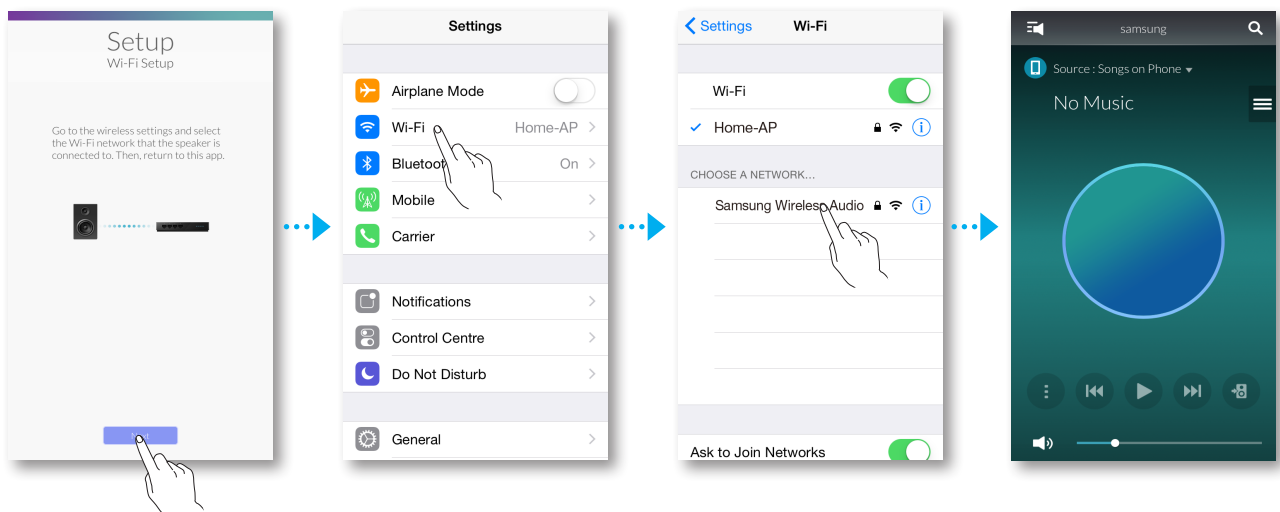 Setup
Wi-Fi Setup
Go to the wireless settings and select
the Wi-Fi network that the speaker is
connected to. Then, return to this app.
Settings
Airplane Mode
Wi-Fi Home-AP
On
Mobile
Carrier
Notifications
Control Centre
Do Not Disturb
General
Settings Wi-Fi
Wi-Fi
Home-AP
CHOOSE A NETWORK...
Samsung Wireless Audio
Ask to Join Networks
samsung
Source : Songs on Phone
No Music